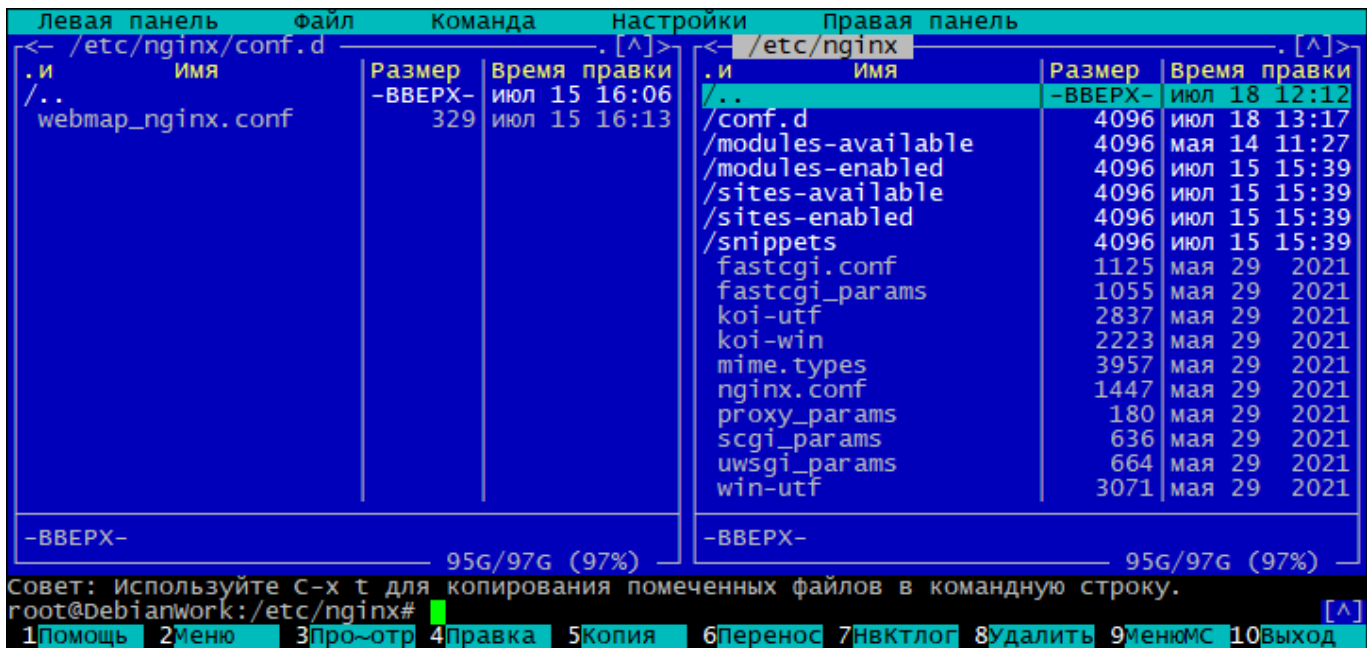 Левая панель Файл Команда Настройки Правая панель
<— /etc/nginx/conf.d .[^]> <— /etc/nginx .[^]>
.и Имя Размер Время правки .и Имя Размер Время правки
/.. -ВВЕРХ- июл 15 16:06 /.. -ВВЕРХ- июл 18 12:12
webmap_nginx.conf 329 июл 15 16:13 /conf.d 4096 июл 18 13:17
/modules-available 4096 мая 14 11:27
/modules-enabled 4096 июл 15 15:39
/sites-available 4096 июл 15 15:39
/sites-enabled 4096 июл 15 15:39
/snippets 4096 июл 15 15:39
fastcgi.conf 1125 мая 29 2021
fastcgi_params 1055 мая 29 2021
koi-utf 2837 мая 29 2021
koi-win 2223 мая 29 2021
mime.types 3957 мая 29 2021
nginx.conf 1447 мая 29 2021
proxy_params 180 мая 29 2021
scgi_params 636 мая 29 2021
uwsgi_params 664 мая 29 2021
win-utf 3071 мая 29 2021
-ВВЕРХ- -ВВЕРХ-
95G/97G (97%) 95G/97G (97%)
Совет: Используйте C-x t для копирования помеченных файлов в командную строку.
root@DebianWork:/etc/nginx# [^]
1Помощь 2Меню 3Про~отр 4Правка 5Копия 6Перенос 7НвКтлог 8Удалить 9МенюMC 10Выход